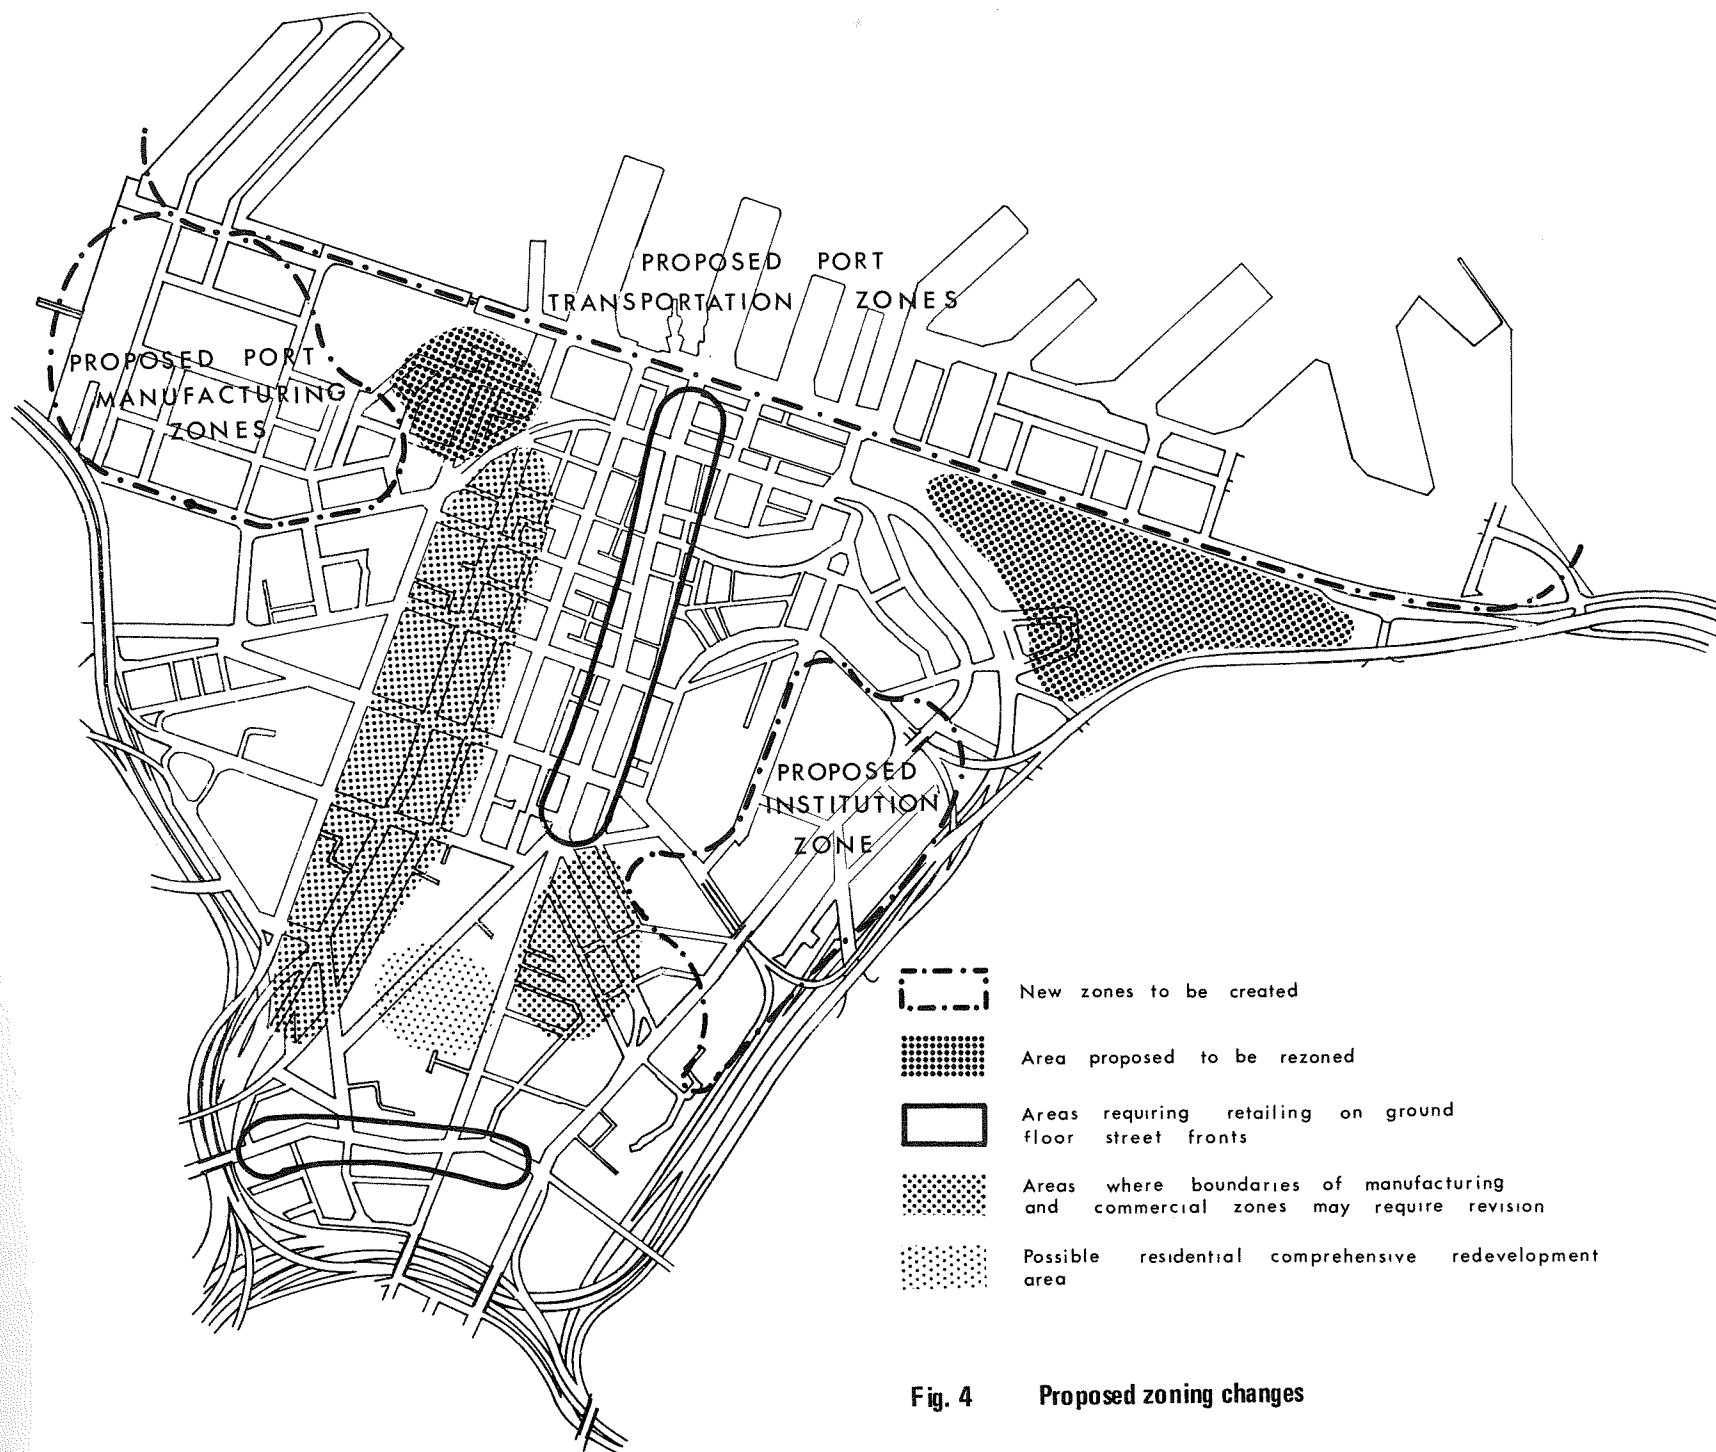 PROPOSED PORT
TRANSPORTATION ZONES
PROPOSED PORT
MANUFACTURING
ZONES
PROPOSED
INSTITUTION
ZONE
New zones to be created
Area proposed to be rezoned
Areas requiring retailing on ground
floor street fronts
Areas where boundaries of manufacturing
and commercial zones may require revision
Possible residential comprehensive redevelopment
area
Fig. 4 Proposed zoning changes